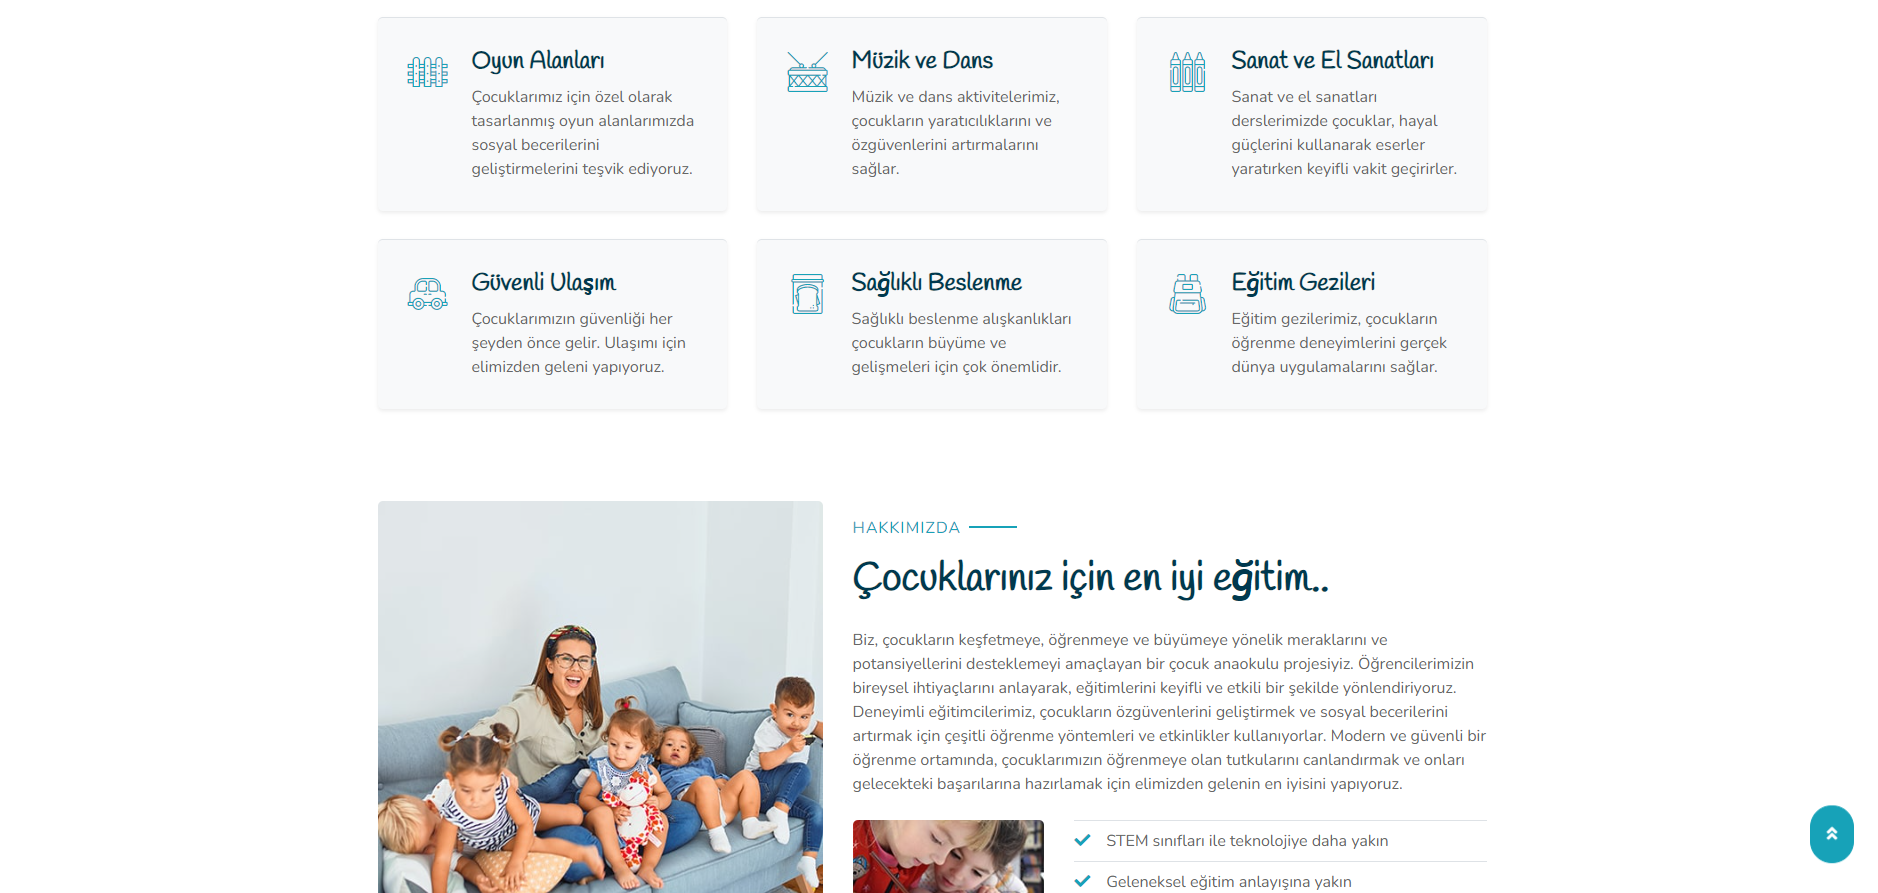 Oyun Alanları
Çocuklarımız için özel olarak
tasarlanmış oyun alanlarımızda
sosyal becerilerini
geliştirmelerini teşvik ediyoruz.
Müzik ve Dans
Müzik ve dans aktivitelerimiz,
çocukların yaratıcılıklarını ve
özgüvenlerini artırmalarını
sağlar.
Sanat ve El Sanatları
Sanat ve el sanatları
derslerimizde çocuklar, hayal
güçlerini kullanarak eserler
yaratırken keyifli vakit geçirirler.
Güvenli Ulaşım
Çocuklarımızın güvenliği her
şeyden önce gelir. Ulaşımı için
elimizden geleni yapıyoruz.
Sağlıklı Beslenme
Sağlıklı beslenme alışkanlıkları
çocukların büyüme ve
gelişmeleri için çok önemlidir.
Eğitim Gezileri
Eğitim gezilerimiz, çocukların
öğrenme deneyimlerini gerçek
dünya uygulamalarını sağlar.
HAKKIMIZDA
Çocuklarınız için en iyi eğitim..
Biz, çocukların keşfetmeye, öğrenmeye ve büyümeye yönelik meraklarını ve
potansiyellerini desteklemeyi amaçlayan bir çocuk anaokulu projesiyiz. Öğrencilerimizin
bireysel ihtiyaçlarını anlayarak, eğitimlerini keyifli ve etkili bir şekilde yönlendiriyoruz.
Deneyimli eğitimcilerimiz, çocukların özgüvenlerini geliştirmek ve sosyal becerilerini
artırmak için çeşitli öğrenme yöntemleri ve etkinlikler kullanıyorlar. Modern ve güvenli bir
öğrenme ortamında, çocuklarımızın öğrenmeye olan tutkularını canlandırmak ve onları
gelecekteki başarılarına hazırlamak için elimizden gelenin en iyisini yapıyoruz.
STEM sınıfları ile teknolojiye daha yakın
Geleneksel eğitim anlayışına yakın